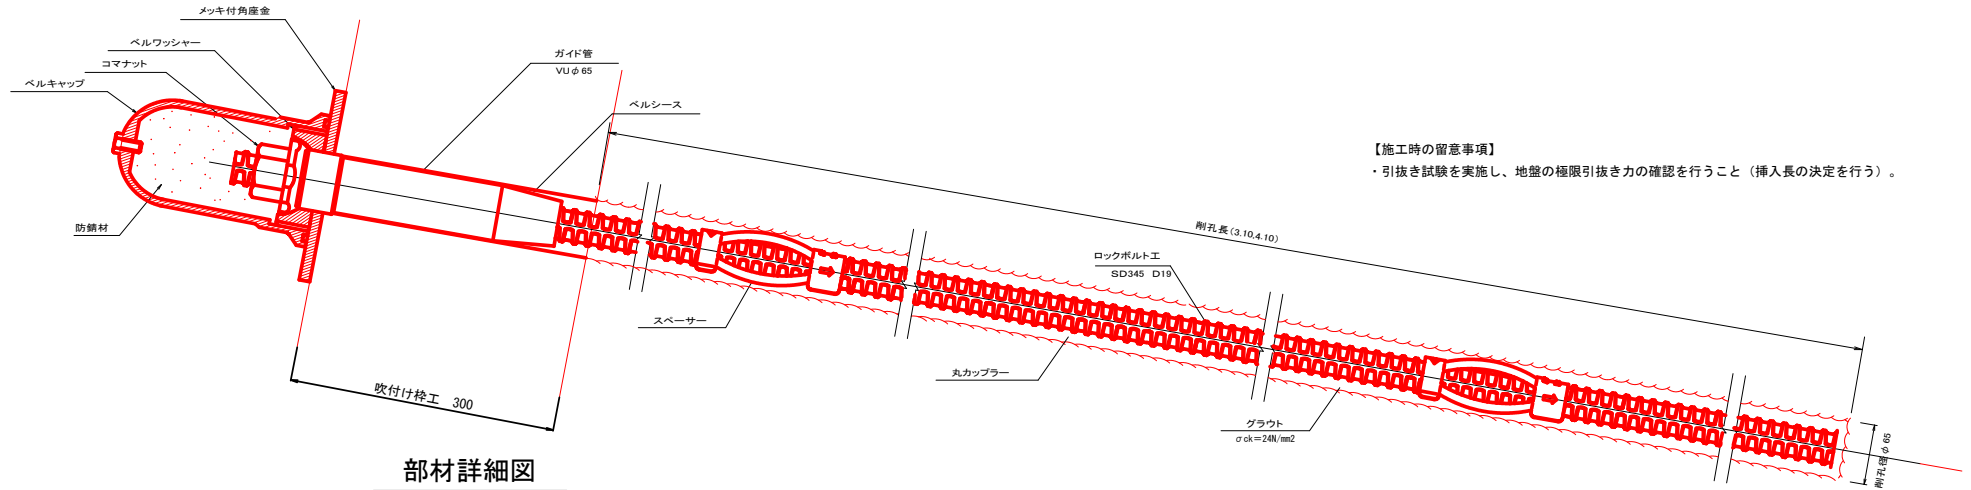 メッキ付角座金
ベルワッシャー
コマナット
ベルキャップ
ガイド管
VUφ65
ベルシース
【施工時の留意事項】
・引抜き試験を実施し、地盤の極限引抜き力の確認を行うこと（挿入長の決定を行う）。
防錆材
削孔長(3.10,4.10)
ロックボルト工
SD345 D19
スペーサー
丸カップラー
吹付け枠工 300
グラウト
σck=24N/mm2
削孔径φ65
部材詳細図